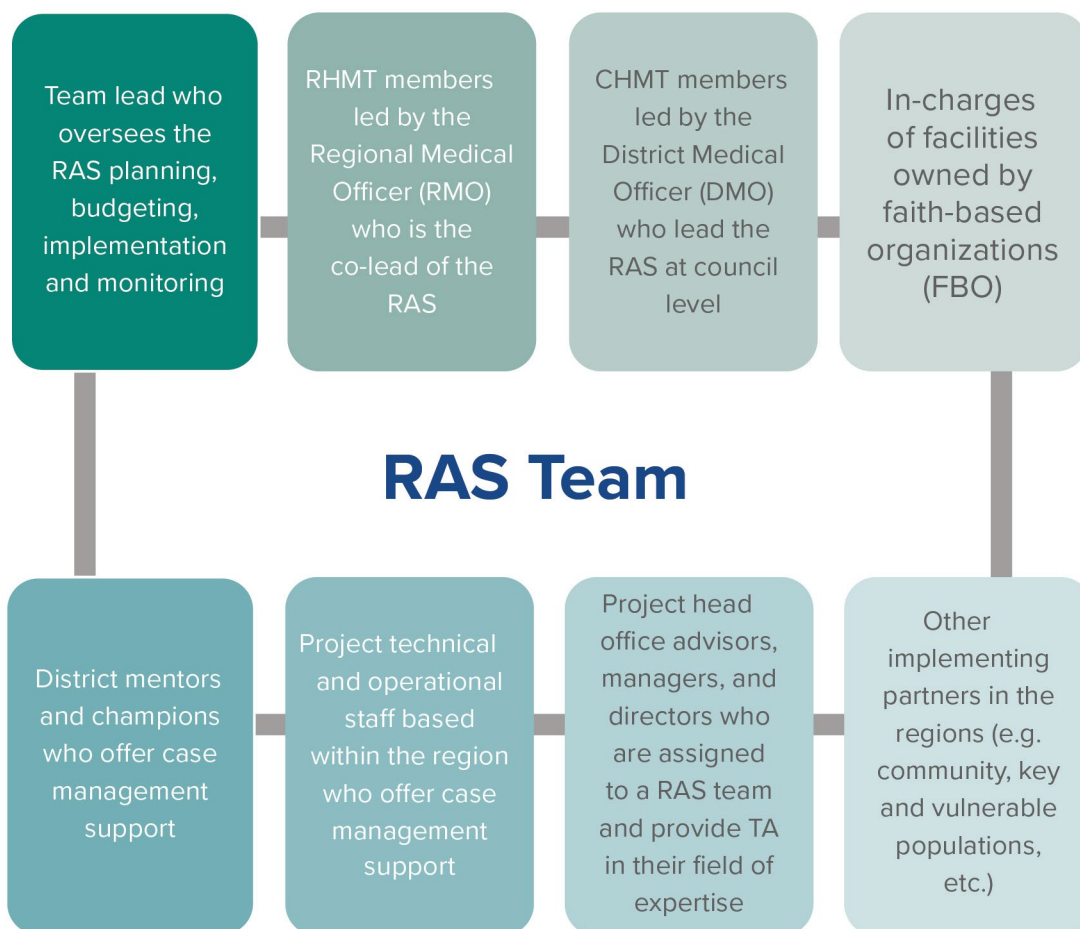 Team lead who
oversees the
RAS planning,
budgeting,
implementation
and monitoring
RHMT members
led by the
Regional Medical
Officer (RMO)
who is the
co-lead of the
RAS
CHMT members
led by the
District Medical
Officer (DMO)
who lead the
RAS at council
level
In-charges
of facilities
owned by
faith-based
organizations
(FBO)
RAS Team
District mentors
and champions
who offer case
management
support
Project technical
and operational
staff based
within the region
who offer case
management
support
Project head
office advisors,
managers, and
directors who
are assigned
to a RAS team
and provide TA
in their field of
expertise
Other
implementing
partners in the
regions (e.g.
community, key
and vulnerable
populations,
etc.)